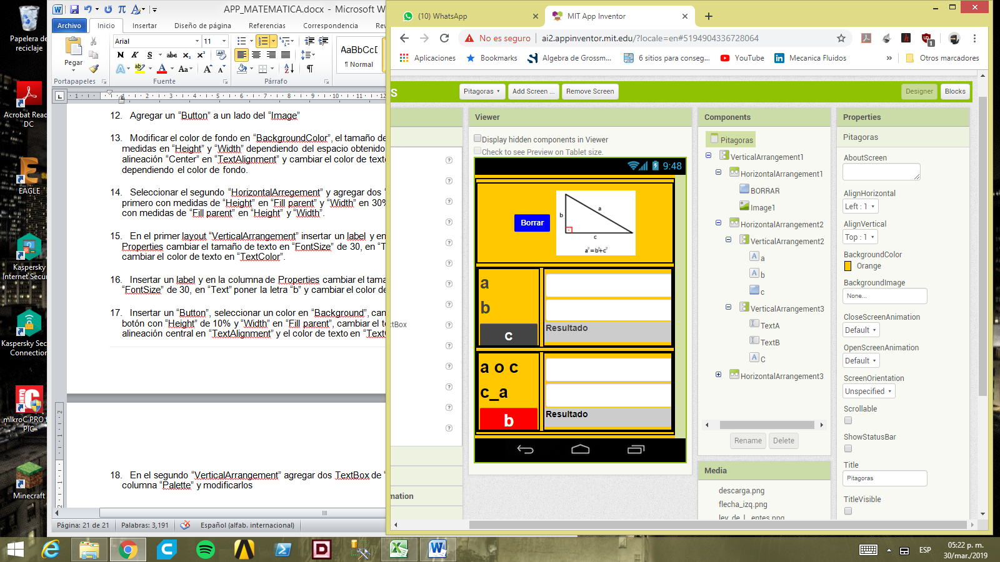 Papelera de
reciclaje
Acrobat Read
DC
EAGLE
Kaspersky
Internet Secur
Kaspersky Sec
Connection
mikroC PRO f
PIC
Minecraft
APP_MATEMATICA.docx - Microsoft W
Archivo
Inicio
Insertar
Diseño de página
Referencias
Correspondencia
Rev
Pegar
Portapapeles
Arial
11
Fuente
Párrafo
AaBbCcI
¶ Normal
12. Agregar un “Button” a un lado del “Image”
13. Modificar el color de fondo en “BackgroundColor”, el tamaño de
medidas en “Height” y “Width” dependiendo del espacio obtenido
alineación “Center” en “TextAlignment” y cambiar el color de texto
dependiendo el color de fondo.
14. Seleccionar el segundo “HorizontalArregement” y agregar dos “
primero con medidas de “Height” en “Fill parent” y “Width” en 30%
con medidas de “Fill parent” en “Height” y “Width”.
15. En el primer layout “VerticalArrangement” insertar un label y en
Properties cambiar el tamaño de texto en “FontSize” de 30, en “T
cambiar el color de texto en “TextColor”.
16. Insertar un label y en la columna de Properties cambiar el tama
“FontSize” de 30, en “Text” poner la letra “b” y cambiar el color de
17. Insertar un “Button”, seleccionar un color en “Background”, cam
botón con “Height” de 10% y “Width” en “Fill parent”, cambiar el te
alineación central en “TextAlignment” y el color de texto en “TextC
18. En el segundo “VerticalArrangement” agregar dos TextBox de “
columna “Palette” y modificarlos
Página: 21 de 21
Palabras: 3,191
Español (alfab. internacional)
(10) WhatsApp
MIT App Inventor
No es seguro
ai2.appinventor.mit.edu/?locale=en#5194904336728064
Aplicaciones
Bookmarks
Algebra de Grossm...
6 sitios para conseg...
YouTube
Mecanica Fluidos
»
Otros marcadores
S
Pitagoras
Add Screen ...
Remove Screen
Designer
Blocks
Viewer
Display hidden components in Viewer
Check to see Preview on Tablet size.
9:48
Borrar
a
b
c
a²=b²+c²
a
b
c
Resultado
a o c
c_a
b
Resultado
tBox
mation
Components
Pitagoras
VerticalArrangement1
HorizontalArrangement1
BORRAR
Image1
HorizontalArrangement2
VerticalArrangement2
a
b
c
VerticalArrangement3
TextA
TextB
C
HorizontalArrangement3
Rename
Delete
Media
descarga.png
flecha_izq.png
Properties
Pitagoras
AboutScreen
AlignHorizontal
Left : 1
AlignVertical
Top : 1
BackgroundColor
Orange
BackgroundImage
None...
CloseScreenAnimation
Default
OpenScreenAnimation
Default
ScreenOrientation
Unspecified
Scrollable
ShowStatusBar
Title
Pitagoras
TitleVisible
ESP
05:22 p. m.
30/mar./2019